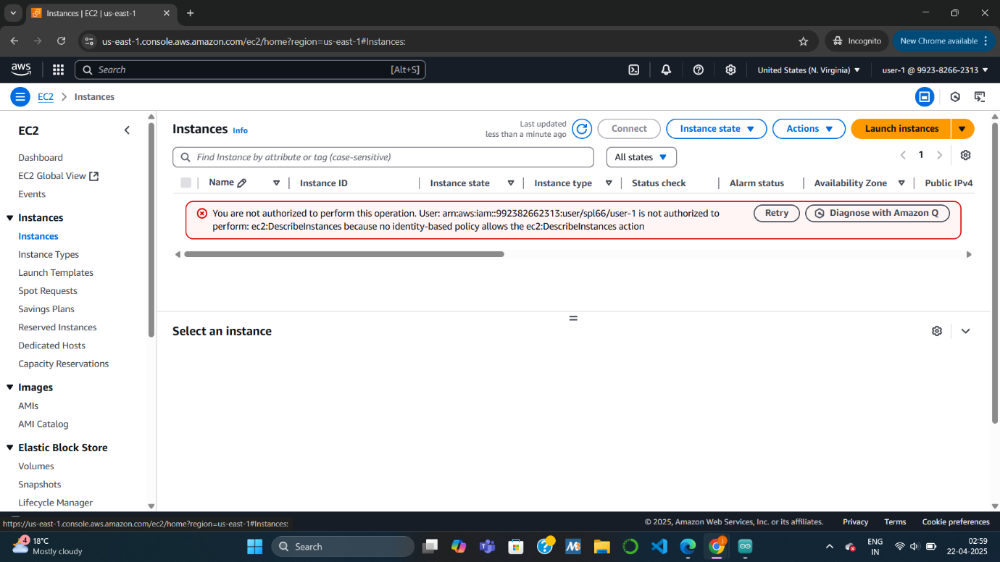 Instances | EC2 | us-east-1
us-east-1.console.aws.amazon.com/ec2/home?region=us-east-1#Instances:
Incognito
New Chrome available
aws
Search
[Alt+S]
United States (N. Virginia)
user-1 @ 9923-8266-2313
EC2
Instances
EC2
Dashboard
EC2 Global View
Events
Instances
Instances
Instance Types
Launch Templates
Spot Requests
Savings Plans
Reserved Instances
Dedicated Hosts
Capacity Reservations
Images
AMIs
AMI Catalog
Elastic Block Store
Volumes
Snapshots
Lifecycle Manager
Instances Info
Last updated
less than a minute ago
Connect
Instance state
Actions
Launch instances
Find Instance by attribute or tag (case-sensitive)
All states
1
Name
Instance ID
Instance state
Instance type
Status check
Alarm status
Availability Zone
Public IPv4
You are not authorized to perform this operation. User: arn:aws:iam::992382662313:user/spl66/user-1 is not authorized to
perform: ec2:DescribeInstances because no identity-based policy allows the ec2:DescribeInstances action
Retry
Diagnose with Amazon Q
Select an instance
https://us-east-1.console.aws.amazon.com/ec2/home?region=us-east-1#Instances:
© 2025, Amazon Web Services, Inc. or its affiliates.
Privacy
Terms
Cookie preferences
4
18°C
Mostly cloudy
Search
J
ENG
IN
02:59
22-04-2025